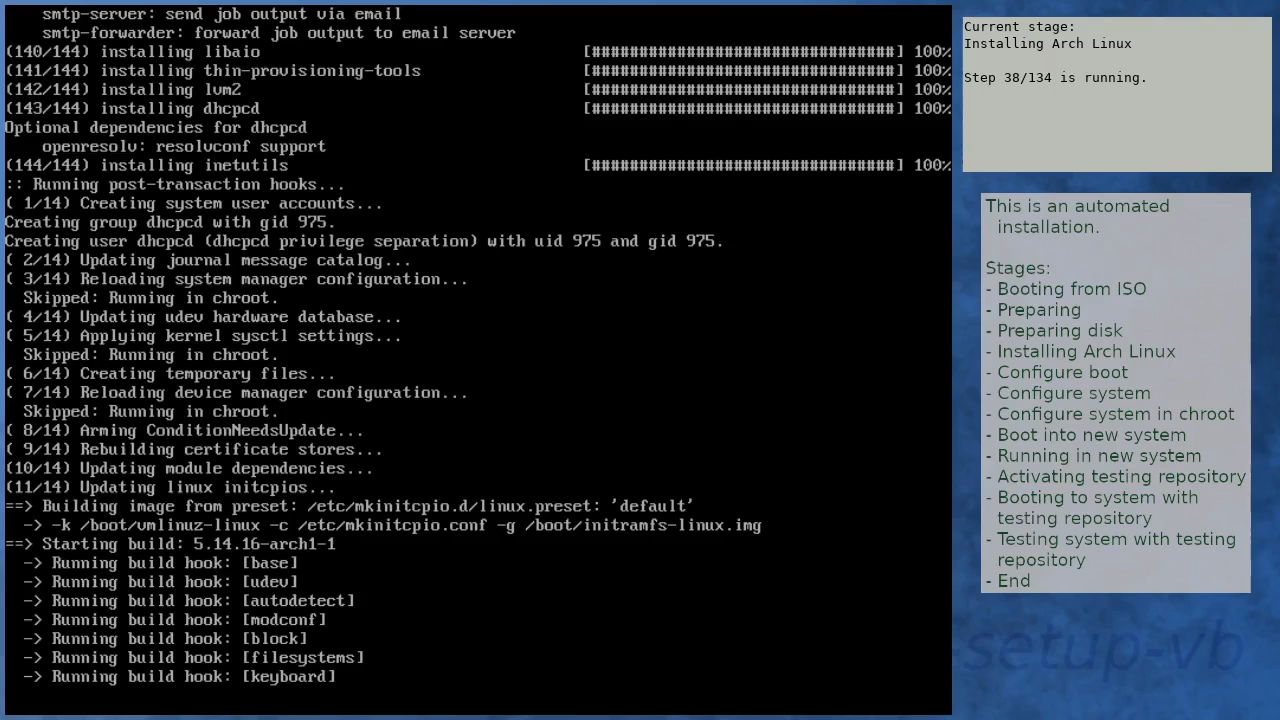 smtp-server: send job output via email
smtp-forwarder: forward job output to email server
(140/144) installing libaio [################################] 100%
(141/144) installing thin-provisioning-tools [################################] 100%
(142/144) installing lvm2 [################################] 100%
(143/144) installing dhcpcd [################################] 100%
Optional dependencies for dhcpcd
openresolv: resolvconf support
(144/144) installing inetutils [################################] 100%
:: Running post-transaction hooks...
( 1/14) Creating system user accounts...
Creating group dhcpcd with gid 975.
Creating user dhcpcd (dhcpcd privilege separation) with uid 975 and gid 975.
( 2/14) Updating journal message catalog...
( 3/14) Reloading system manager configuration...
Skipped: Running in chroot.
( 4/14) Updating udev hardware database...
( 5/14) Applying kernel sysctl settings...
Skipped: Running in chroot.
( 6/14) Creating temporary files...
( 7/14) Reloading device manager configuration...
Skipped: Running in chroot.
( 8/14) Arming ConditionNeedsUpdate...
( 9/14) Rebuilding certificate stores...
(10/14) Updating module dependencies...
(11/14) Updating linux initcpios...
==> Building image from preset: /etc/mkinitcpio.d/linux.preset: 'default'
-> -k /boot/vmlinuz-linux -c /etc/mkinitcpio.conf -g /boot/initramfs-linux.img
==> Starting build: 5.14.16-arch1-1
-> Running build hook: [base]
-> Running build hook: [udev]
-> Running build hook: [autodetect]
-> Running build hook: [modconf]
-> Running build hook: [block]
-> Running build hook: [filesystems]
-> Running build hook: [keyboard]
Current stage:
Installing Arch Linux
Step 38/134 is running.
This is an automated
installation.
Stages:
- Booting from ISO
- Preparing
- Preparing disk
- Installing Arch Linux
- Configure boot
- Configure system
- Configure system in chroot
- Boot into new system
- Running in new system
- Activating testing repository
- Booting to system with
testing repository
- Testing system with testing
repository
- End
-setup-vb